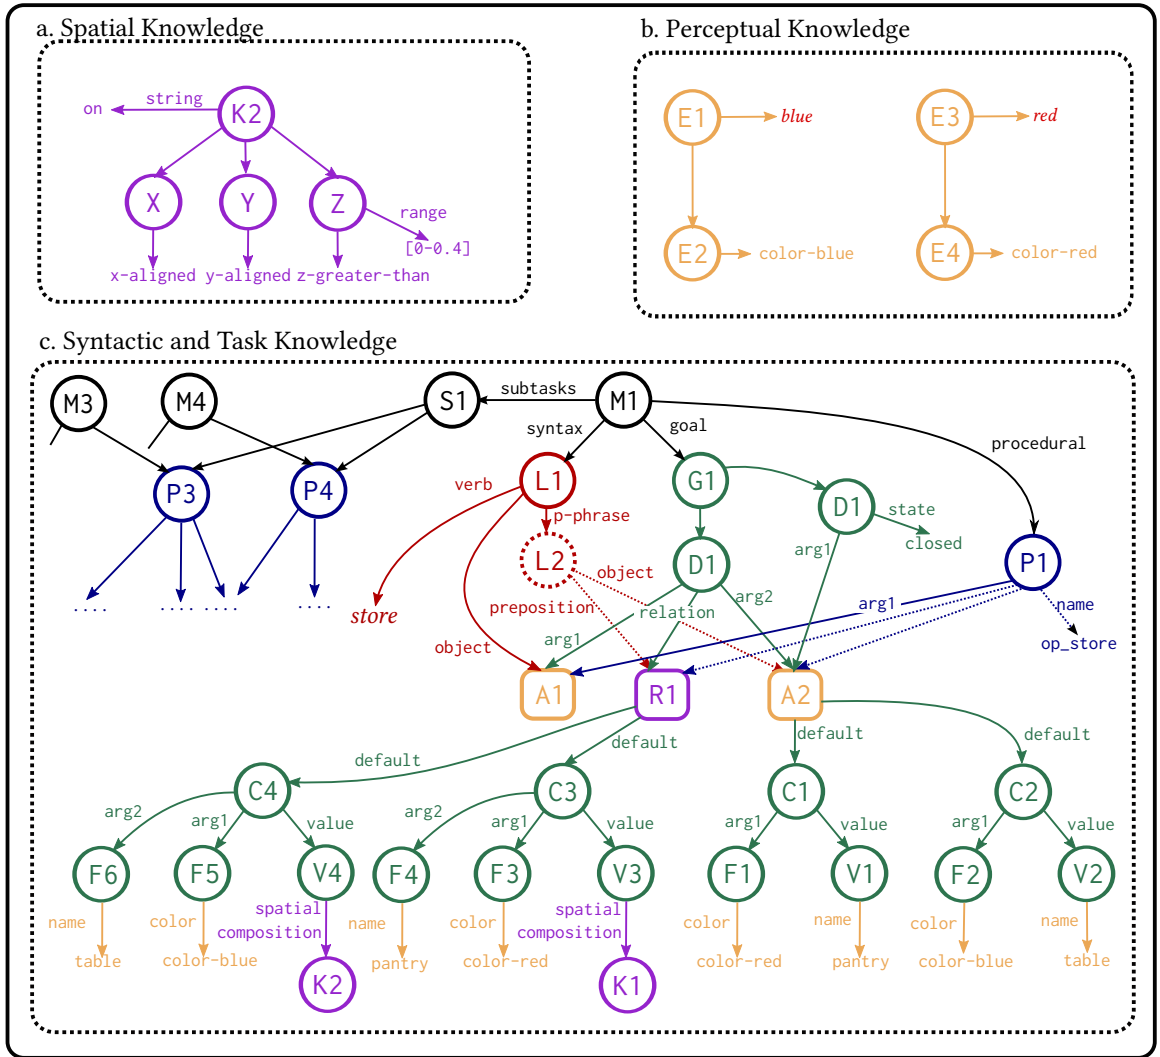 a. Spatial Knowledge
b. Perceptual Knowledge
on
string
K2
X
Y
Z
range
[0-0.4]
x-aligned
y-aligned
z-greater-than
E1
blue
E3
red
E2
color-blue
E4
color-red
c. Syntactic and Task Knowledge
M3
M4
S1
subtasks
M1
syntax
goal
procedural
P3
P4
verb
L1
G1
D1
state
closed
p-phrase
L2
object
D1
arg1
P1
....
....
....
....
store
preposition
relation
arg2
arg1
name
op_store
object
arg1
A1
R1
A2
default
default
default
default
C4
C3
C1
C2
arg2
arg1
value
arg2
arg1
value
arg1
value
arg1
value
F6
F5
V4
F4
F3
V3
F1
V1
F2
V2
name
color
spatial
composition
name
color
spatial
composition
color
name
color
name
table
color-blue
pantry
color-red
color-red
pantry
color-blue
table
K2
K1